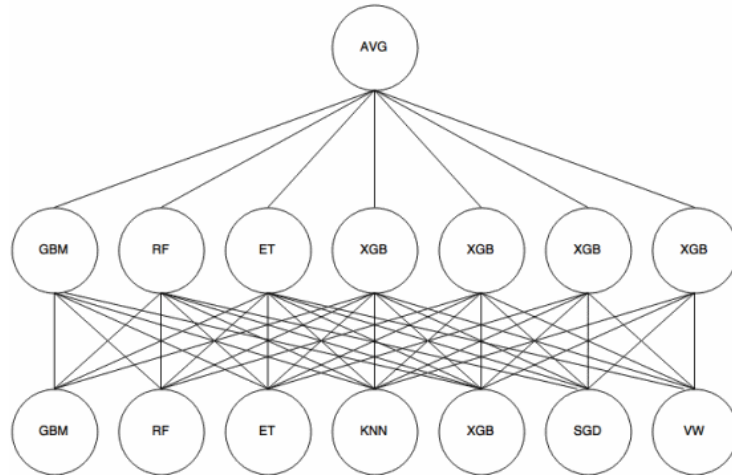 AVG
GBM RF ET XGB XGB XGB XGB
GBM RF ET KNN XGB SGD VW